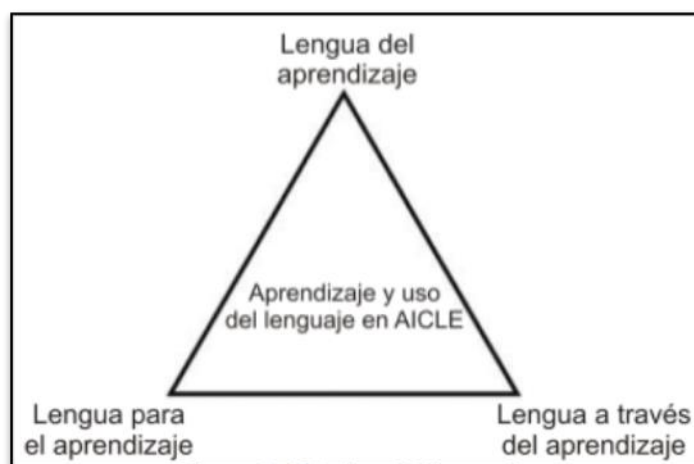 Lengua del
aprendizaje
Aprendizaje y uso
del lenguaje en AICLE
Lengua para
el aprendizaje
Lengua a través
del aprendizaje